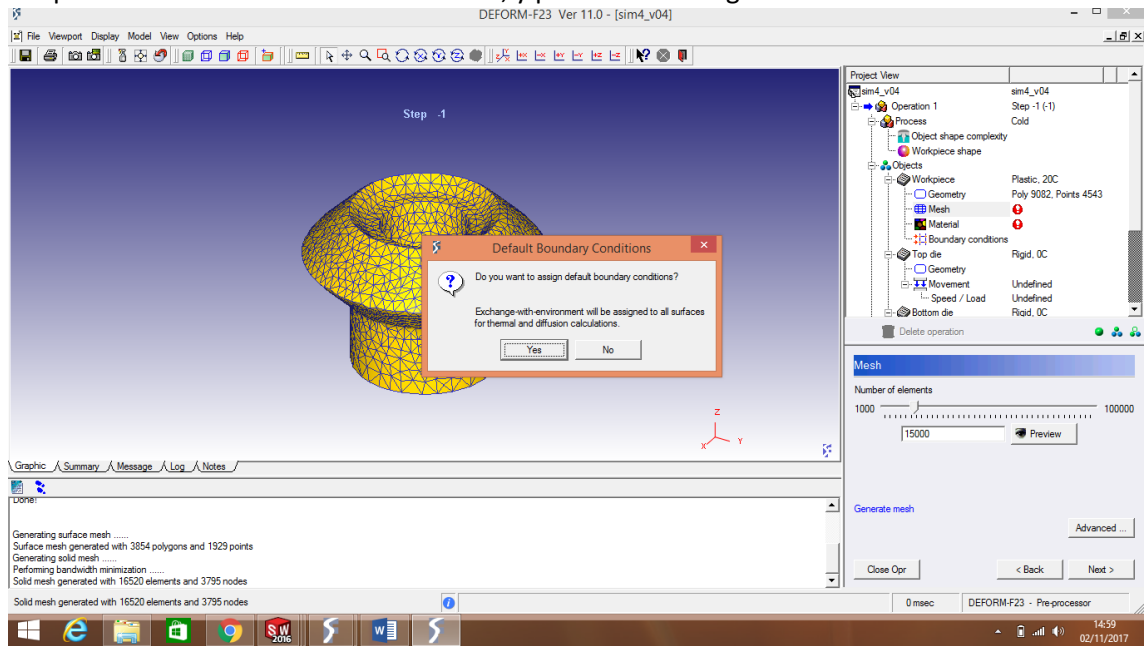 DEFORM-F23 Ver 11.0 - [sim4_v04]
File Viewport Display Model View Options Help
Step -1
Project View
sim4_v04 sim4_v04
Operation 1 Step -1 (-1)
Process Cold
Object shape complexity
Workpiece shape
Objects
Workpiece Plastic, 20C
Geometry Poly 9082, Points 4543
Mesh
Material
Boundary conditions
Top die Rigid, 0C
Geometry
Movement Undefined
Speed / Load Undefined
Bottom die Rigid, 0C
Default Boundary Conditions
Do you want to assign default boundary conditions?
Exchange-with-environment will be assigned to all surfaces
for thermal and diffusion calculations.
Yes No
Z
X Y
Delete operation
Mesh
Number of elements
1000 100000
15000 Preview
Generate mesh
Advanced ...
Close Opr < Back Next >
Graphic Summary Message Log Notes
Done!
Generating surface mesh ......
Surface mesh generated with 3854 polygons and 1929 points
Generating solid mesh ......
Performing bandwidth minimization ......
Solid mesh generated with 16520 elements and 3795 nodes
Solid mesh generated with 16520 elements and 3795 nodes 0 msec DEFORM-F23 - Pre-processor
SW
2016
14:59
02/11/2017